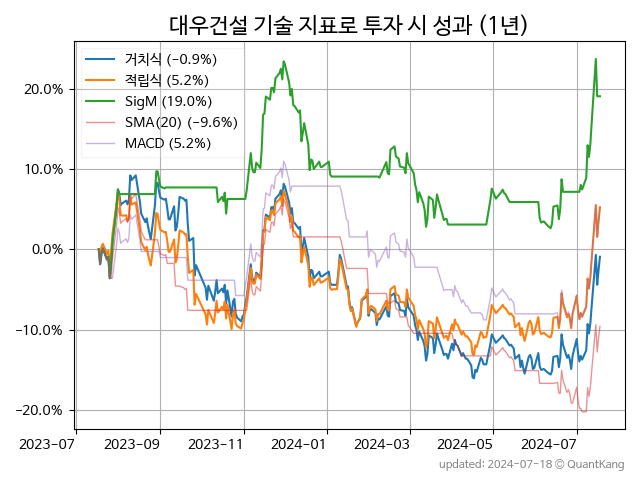 대우건설 기술 지표로 투자 시 성과 (1년)
거치식 (−0.9%)
적립식 (5.2%)
SigM (19.0%)
SMA(20) (−9.6%)
MACD (5.2%)
20.0%
10.0%
0.0%
−10.0%
−20.0%
2023-07 2023-09 2023-11 2024-01 2024-03 2024-05 2024-07
updated: 2024-07-18 © QuantKang